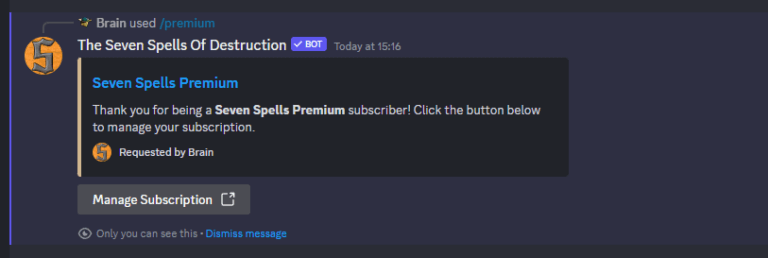 Brain used /premium
The Seven Spells Of Destruction ✓ BOT Today at 15:16
Seven Spells Premium
Thank you for being a Seven Spells Premium subscriber! Click the button below
to manage your subscription.
Requested by Brain
Manage Subscription
Only you can see this • Dismiss message